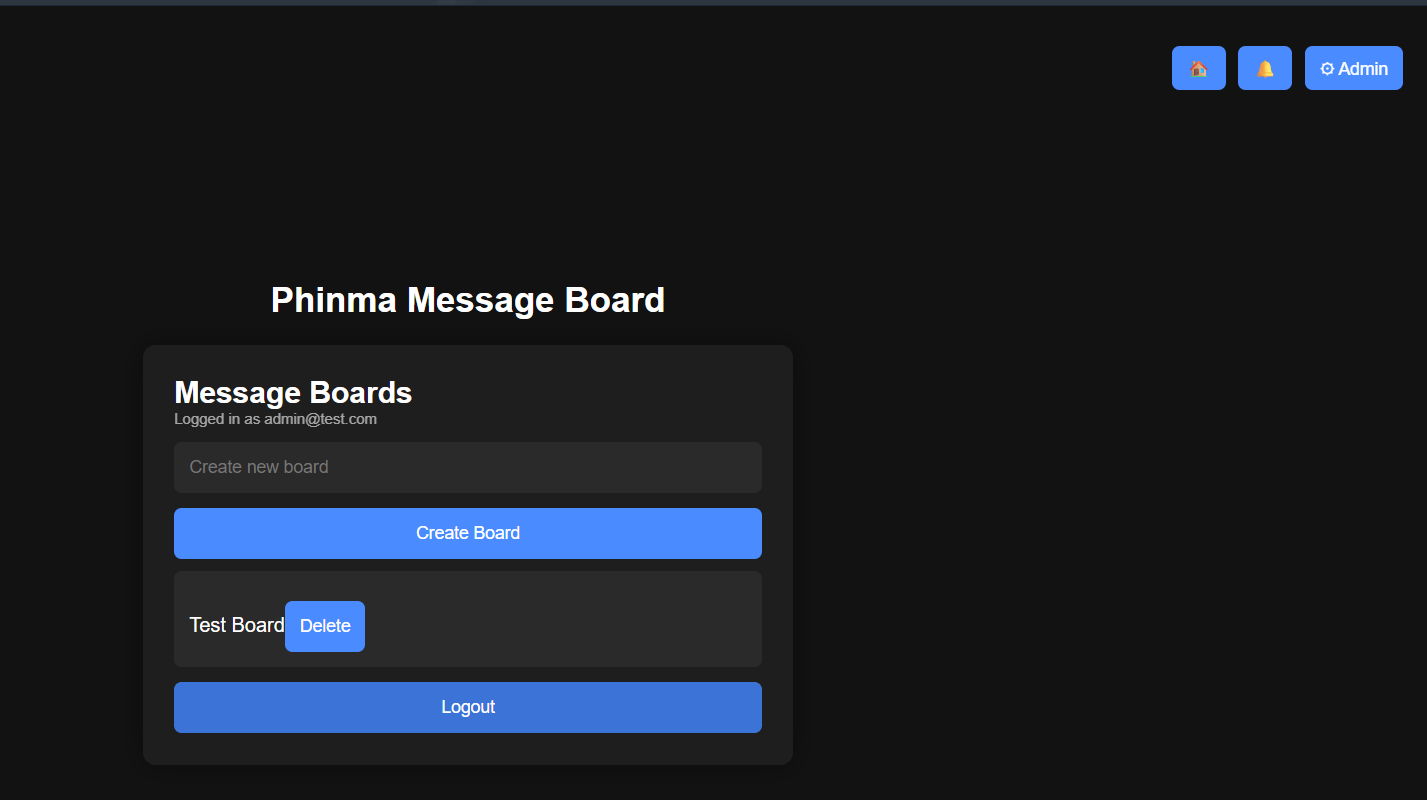 ⚙ Admin
Phinma Message Board
Message Boards
Logged in as admin@test.com
Create new board
Create Board
Test Board Delete
Logout